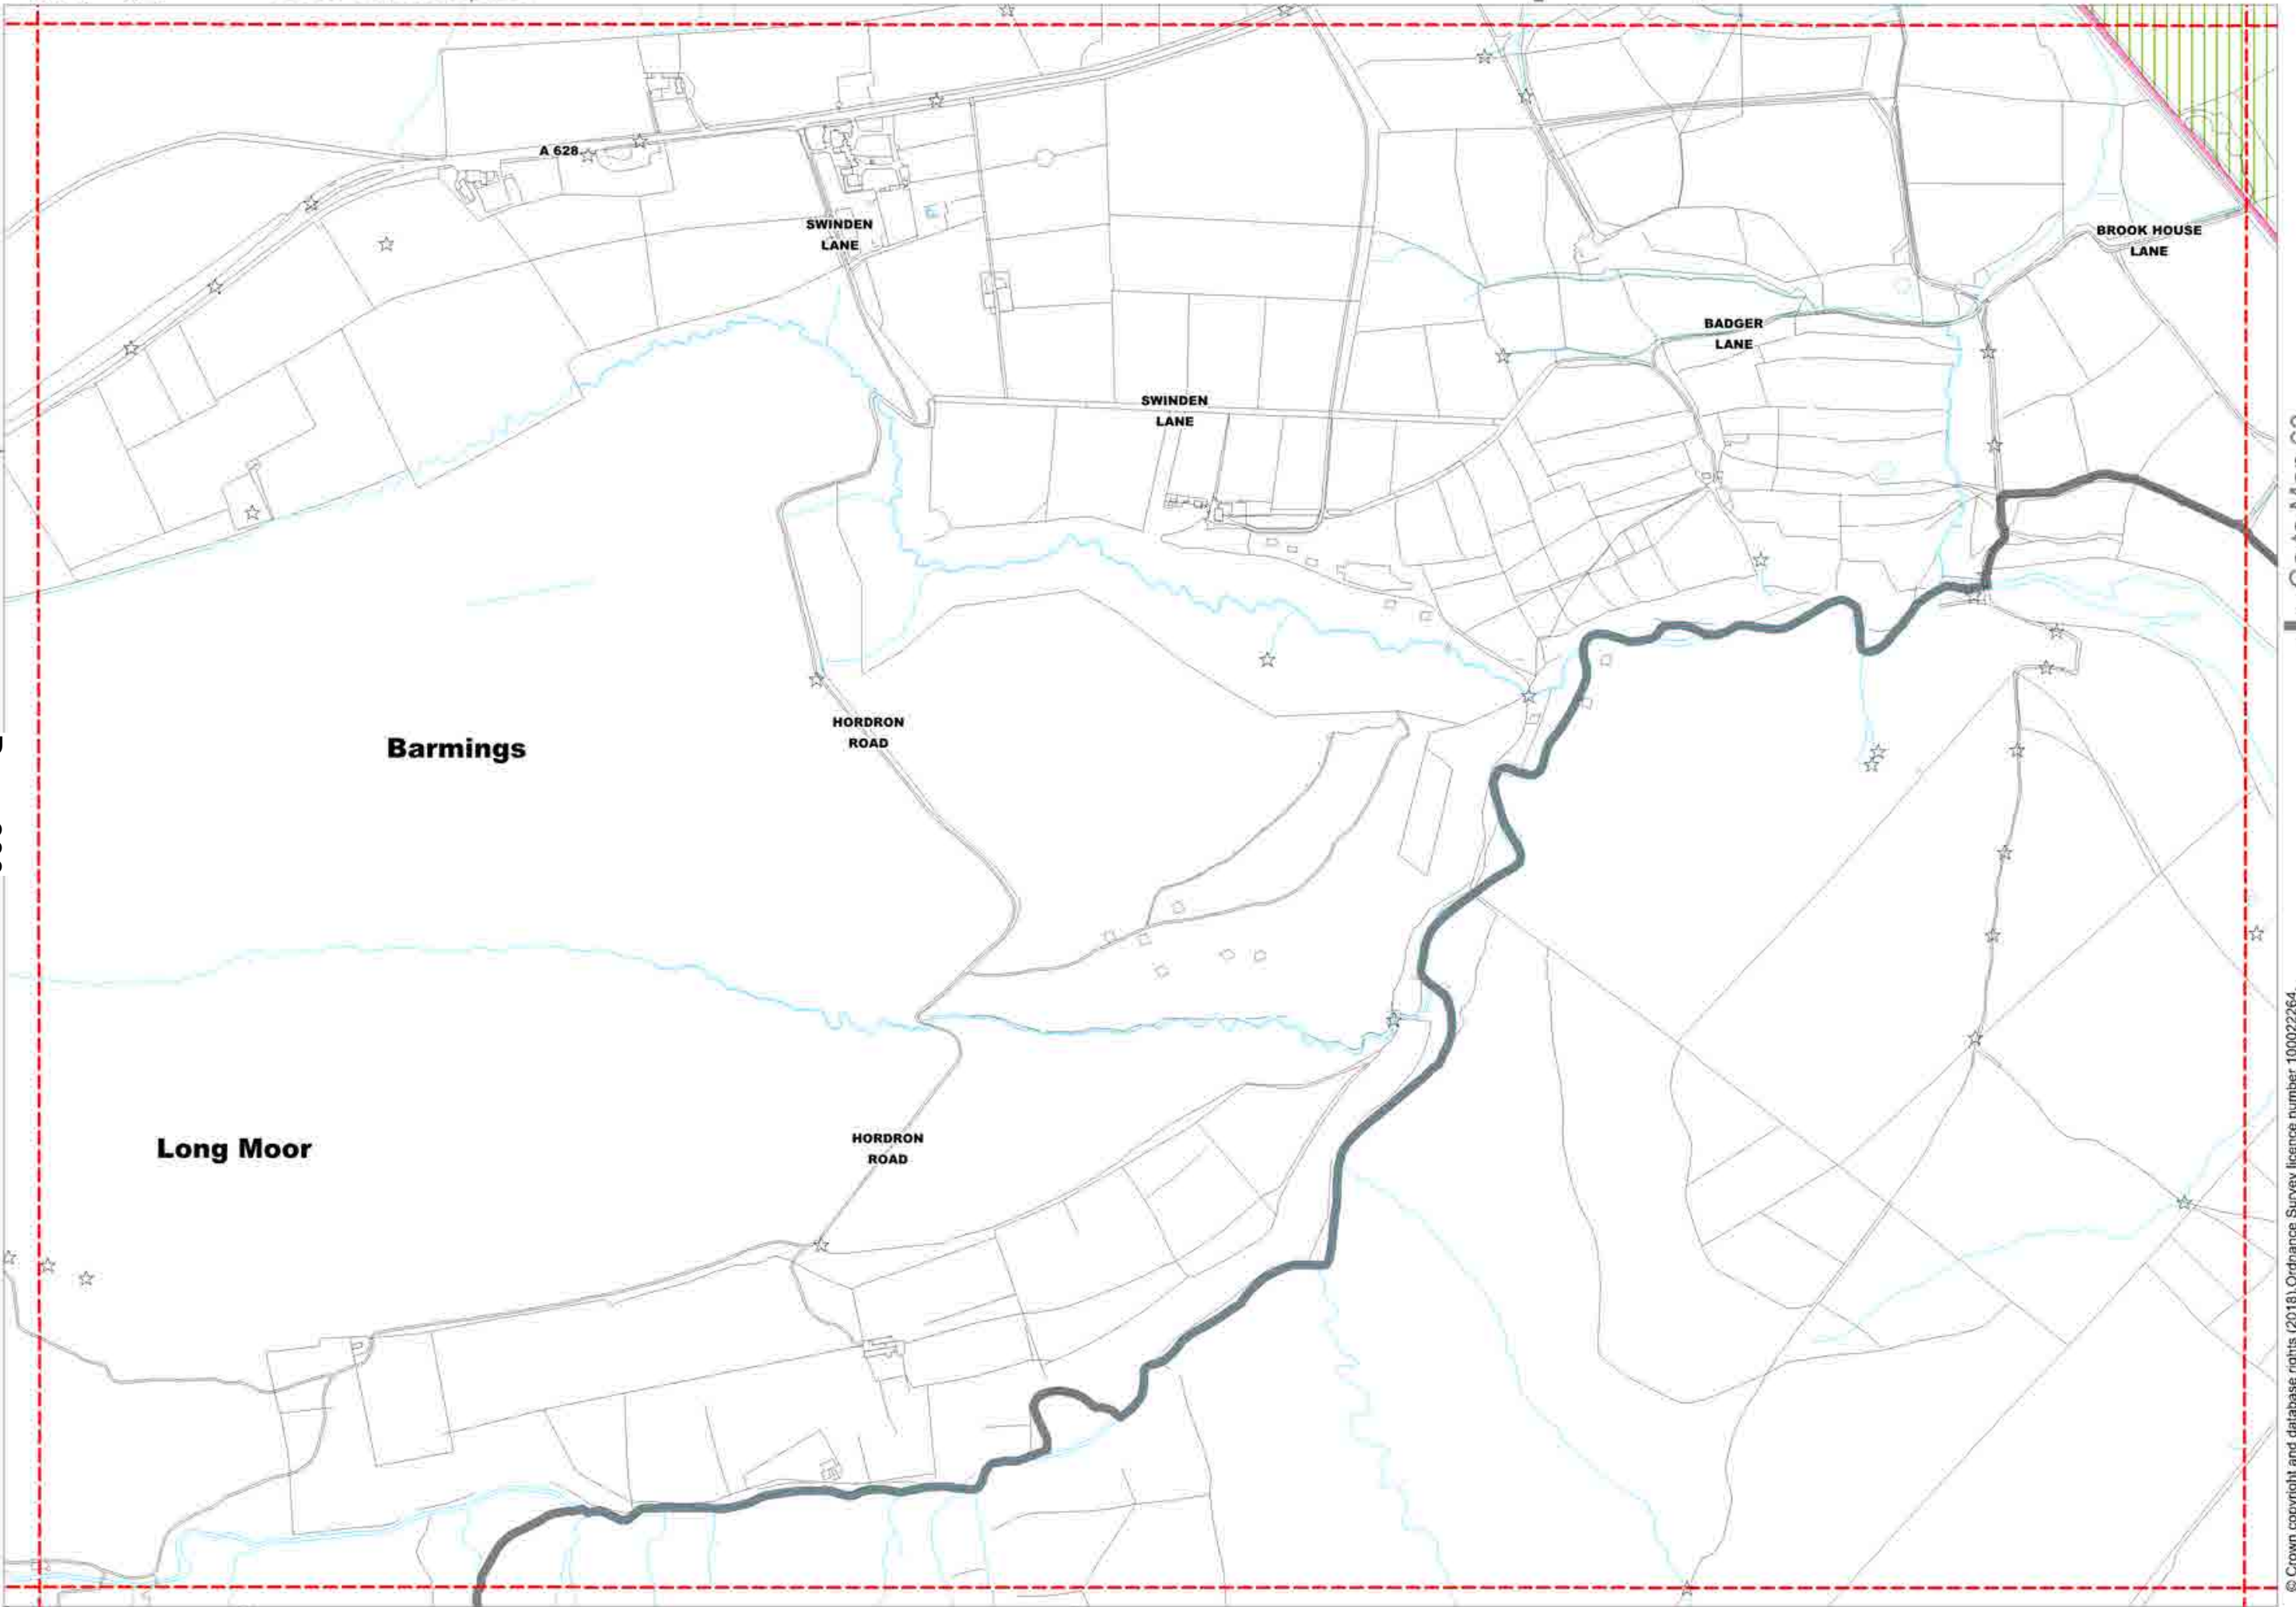 A 628
SWINDEN
LANE
BROOK HOUSE
LANE
BADGER
LANE
SWINDEN
LANE
HORDRON
ROAD
Barmings
Long Moor
HORDRON
ROAD
© Crown copyright and database rights (2018) Ordnance Survey licence number 100022264.